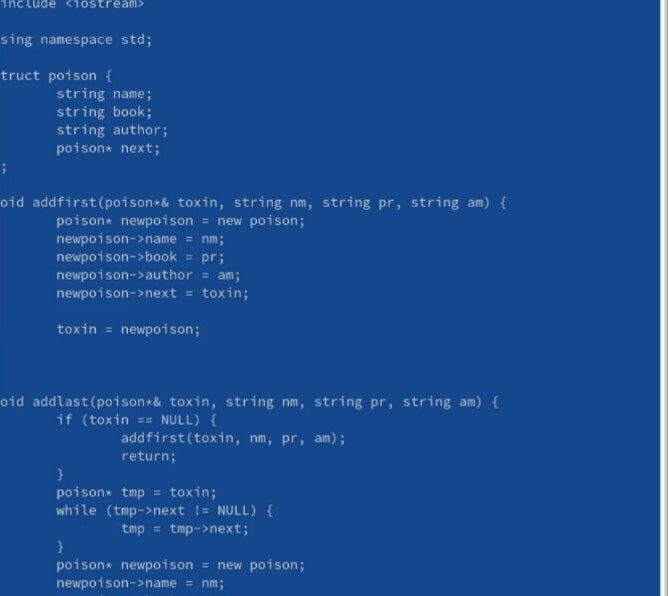 include <iostream>
sing namespace std;
truct poison {
string name;
string book;
string author;
poison* next;
;
oid addfirst(poison*& toxin, string nm, string pr, string am) {
poison* newpoison = new poison;
newpoison->name = nm;
newpoison->book = pr;
newpoison->author = am;
newpoison->next = toxin;
toxin = newpoison;
oid addlast(poison*& toxin, string nm, string pr, string am) {
if (toxin == NULL) {
addfirst(toxin, nm, pr, am);
return;
}
poison* tmp = toxin;
while (tmp->next != NULL) {
tmp = tmp->next;
}
poison* newpoison = new poison;
newpoison->name = nm;